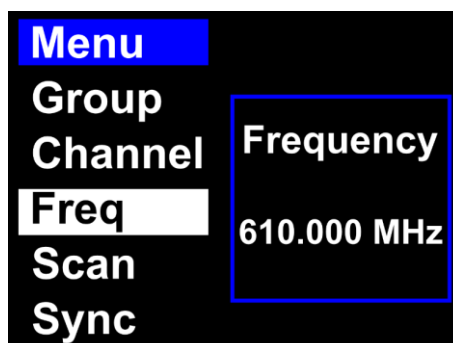 Menu
Group
Channel
Freq
Scan
Sync
Frequency
610.000 MHz